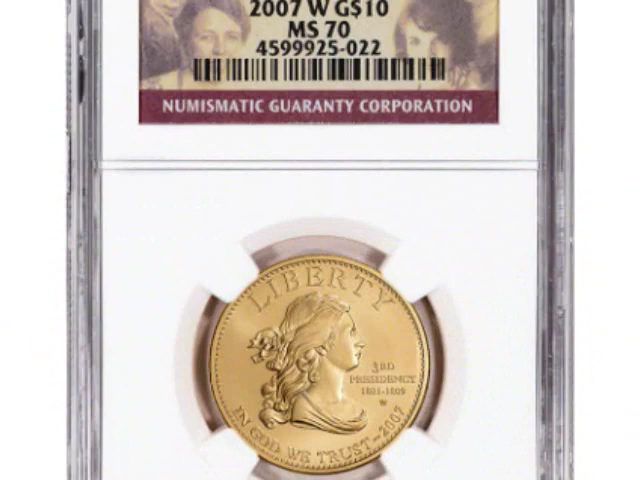 2007 W G$10
MS 70
4599925-022
NUMISMATIC GUARANTY CORPORATION
LIBERTY
3RD
PRESIDENCY
1801-1809
W
IN GOD WE TRUST 2007